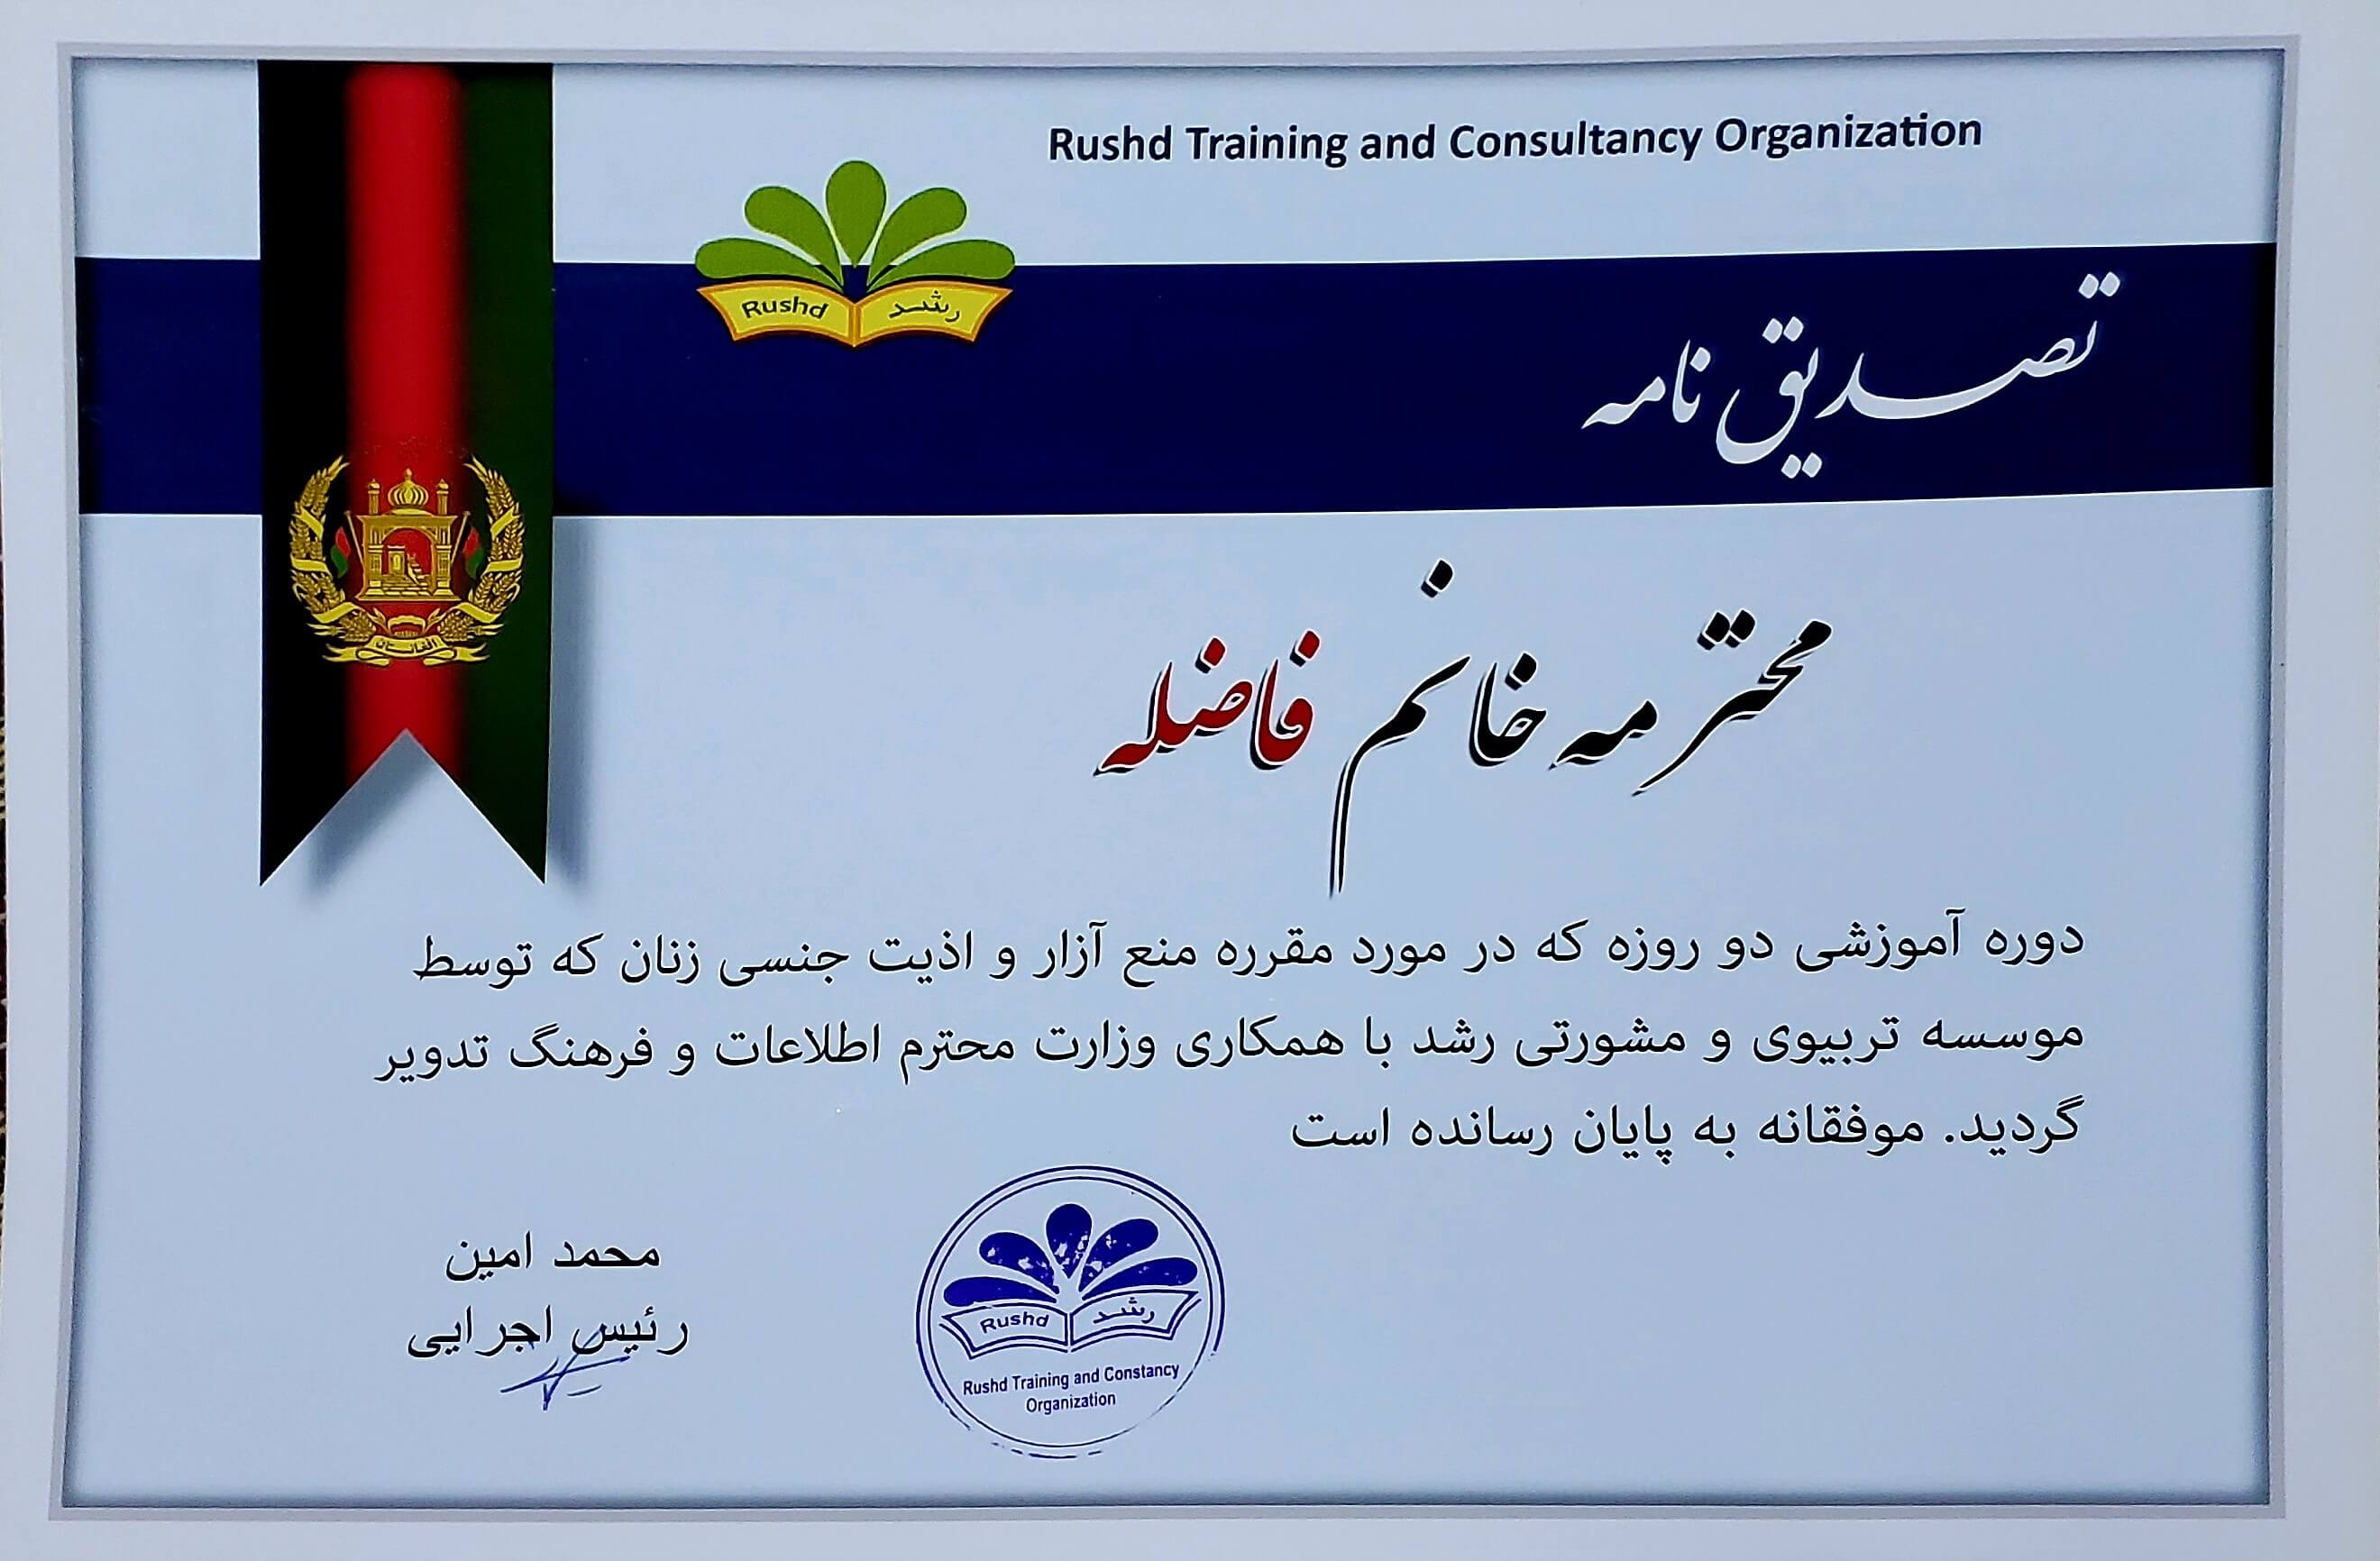 Rushd Training and Consultancy Organization
Rushd رشد
تصدیق نامه
محترمه خانم فاضله
افغانستان
دوره آموزشی دو روزه که در مورد مقرره منع آزار و اذیت جنسی زنان که توسط
موسسه تربیوی و مشورتی رشد با همکاری وزارت محترم اطلاعات و فرهنگ تدویر
گردید. موفقانه به پایان رسانده است
محمد امین
رئیس اجرایی
Rushd رشد
Rushd Training and Constancy
Organization